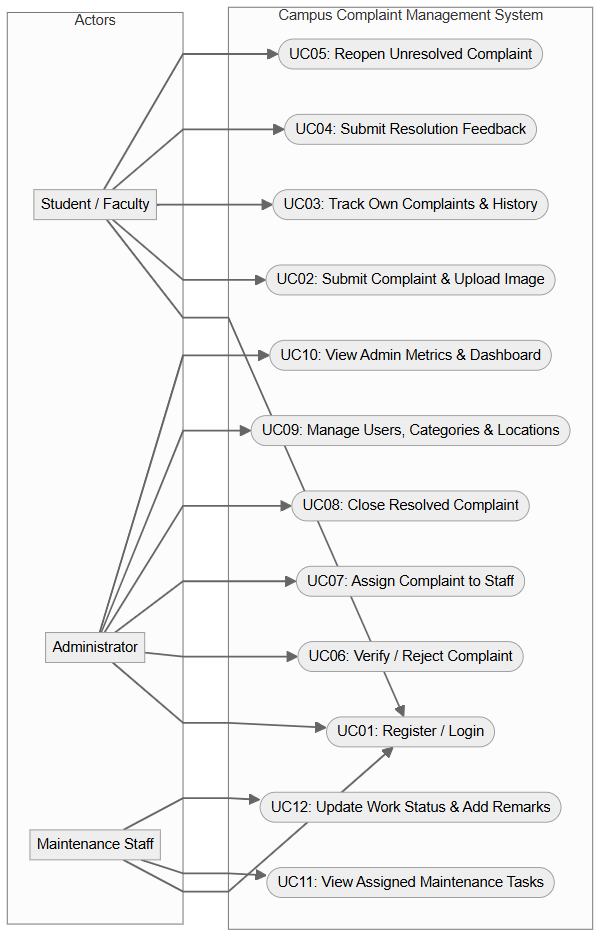 Actors
Campus Complaint Management System
UC05: Reopen Unresolved Complaint
UC04: Submit Resolution Feedback
Student / Faculty
UC03: Track Own Complaints & History
UC02: Submit Complaint & Upload Image
UC10: View Admin Metrics & Dashboard
UC09: Manage Users, Categories & Locations
UC08: Close Resolved Complaint
UC07: Assign Complaint to Staff
Administrator
UC06: Verify / Reject Complaint
UC01: Register / Login
UC12: Update Work Status & Add Remarks
Maintenance Staff
UC11: View Assigned Maintenance Tasks